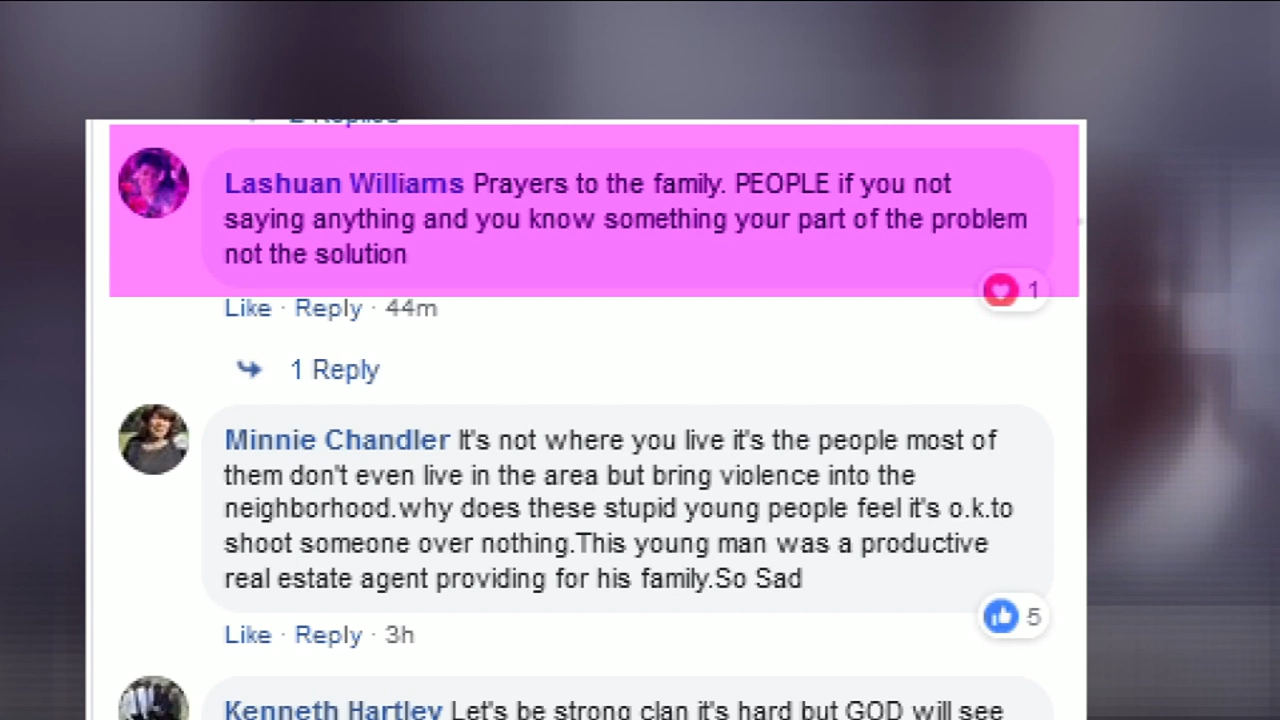 2 Replies
Lashuan Williams Prayers to the family. PEOPLE if you not
saying anything and you know something your part of the problem
not the solution
1
Like · Reply · 44m
1 Reply
Minnie Chandler It's not where you live it's the people most of
them don't even live in the area but bring violence into the
neighborhood.why does these stupid young people feel it's o.k.to
shoot someone over nothing.This young man was a productive
real estate agent providing for his family.So Sad
5
Like · Reply · 3h
Kenneth Hartley Let's be strong clan it's hard but GOD will see